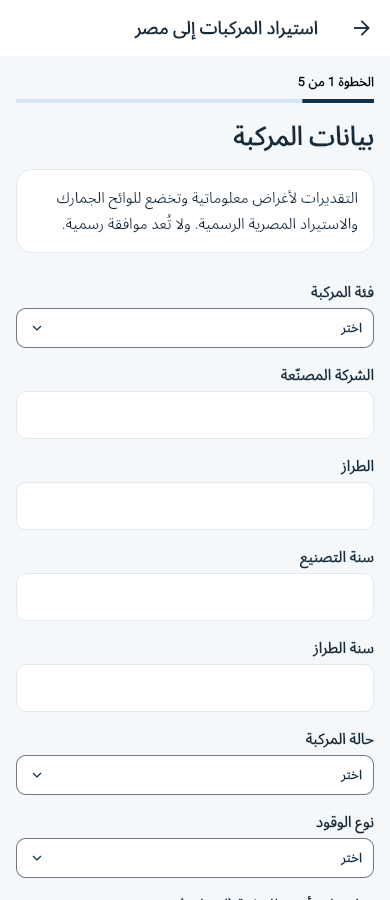 استيراد المركبات إلى مصر
الخطوة 1 من 5
بيانات المركبة
التقديرات لأغراض معلوماتية وتخضع للوائح الجمارك
والاستيراد المصرية الرسمية. ولا تُعد موافقة رسمية.
فئة المركبة
اختر
الشركة المصنّعة
الطراز
سنة التصنيع
سنة الطراز
حالة المركبة
اختر
نوع الوقود
اختر